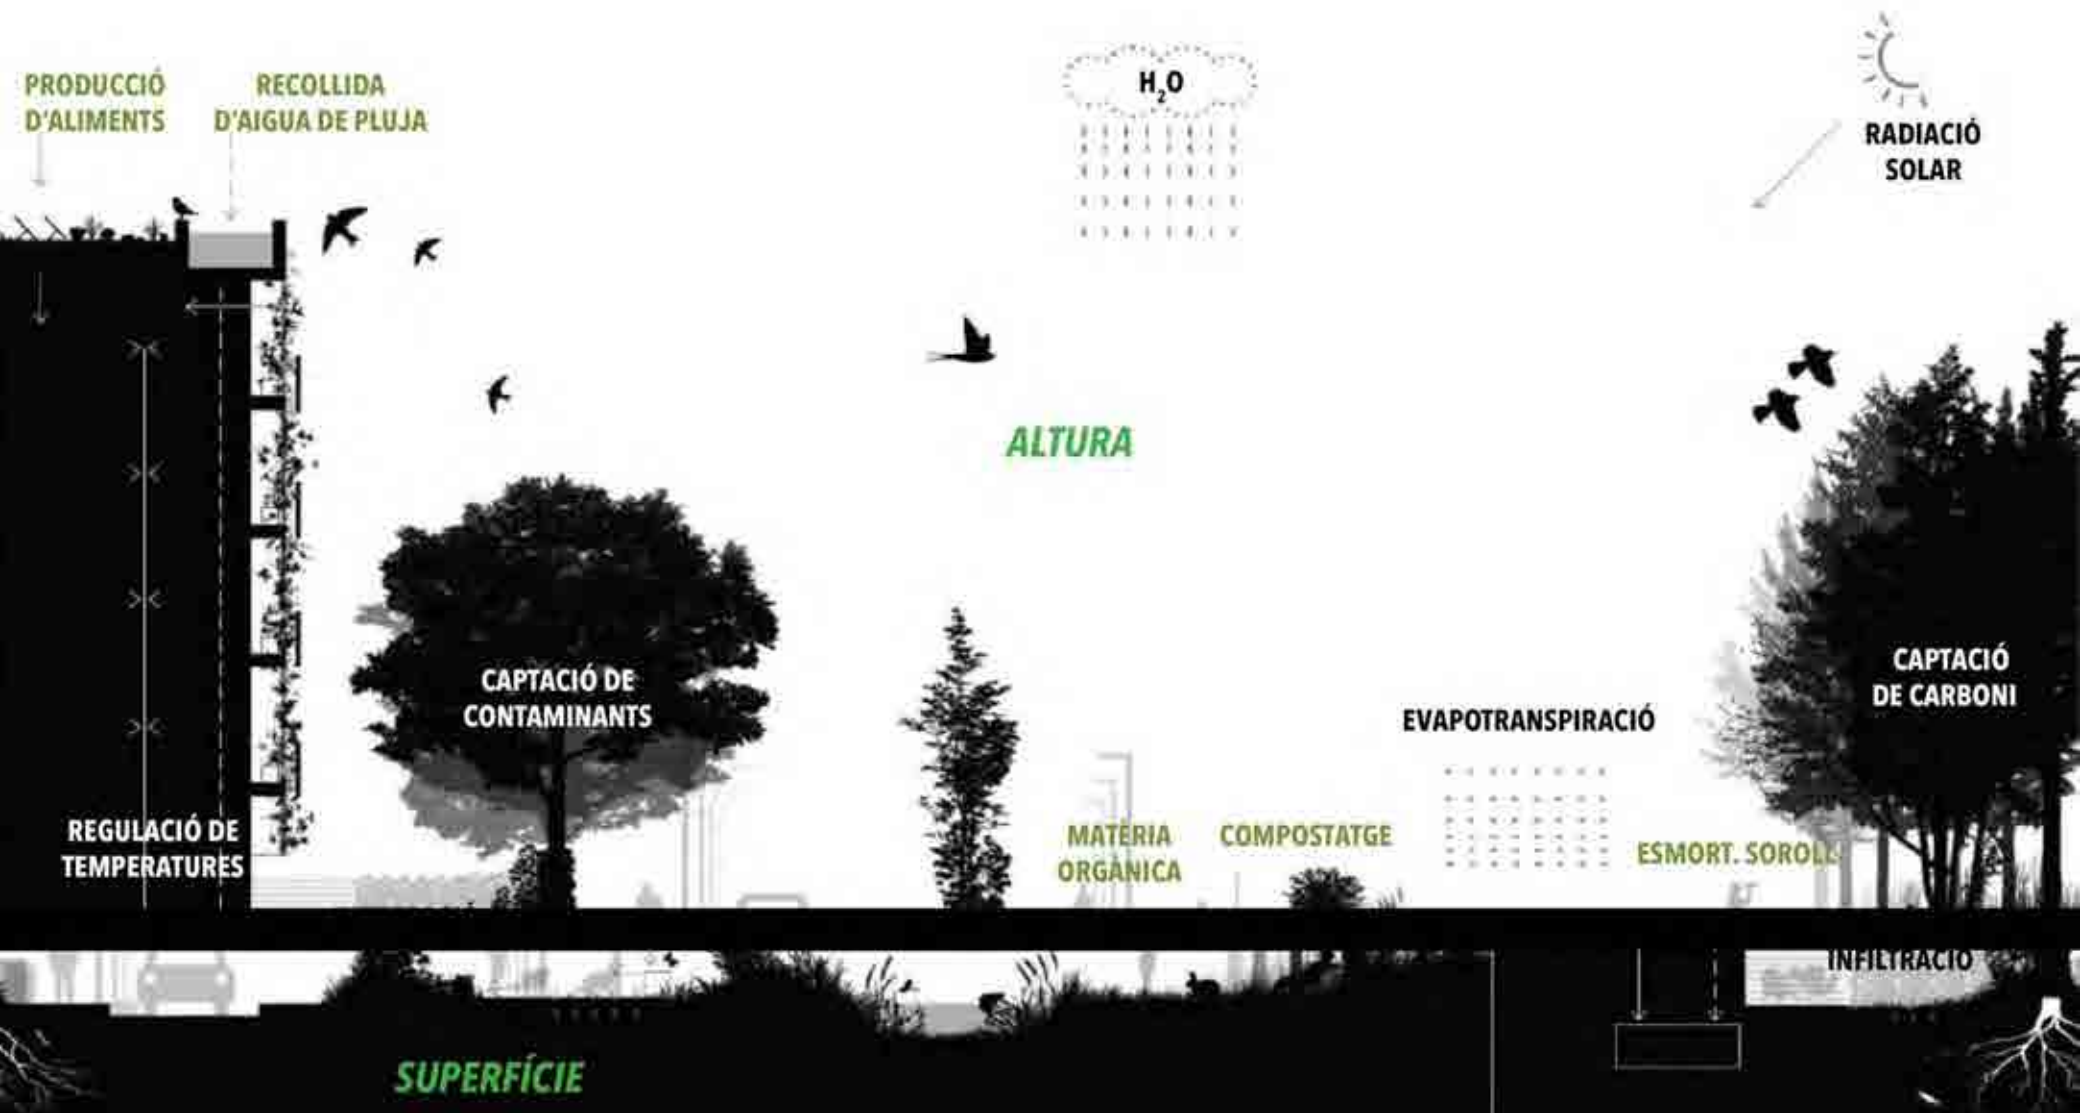 PRODUCCIÓ
D'ALIMENTS
RECOLLIDA
D'AIGUA DE PLUJA
H₂O
RADIACIÓ
SOLAR
ALTURA
CAPTACIÓ DE
CONTAMINANTS
CAPTACIÓ
DE CARBONI
EVAPOTRANSPIRACIÓ
REGULACIÓ DE
TEMPERATURES
MATÈRIA
ORGÀNICA
COMPOSTATGE
ESMORT. SOROLL
INFILTRACIÓ
SUPERFÍCIE